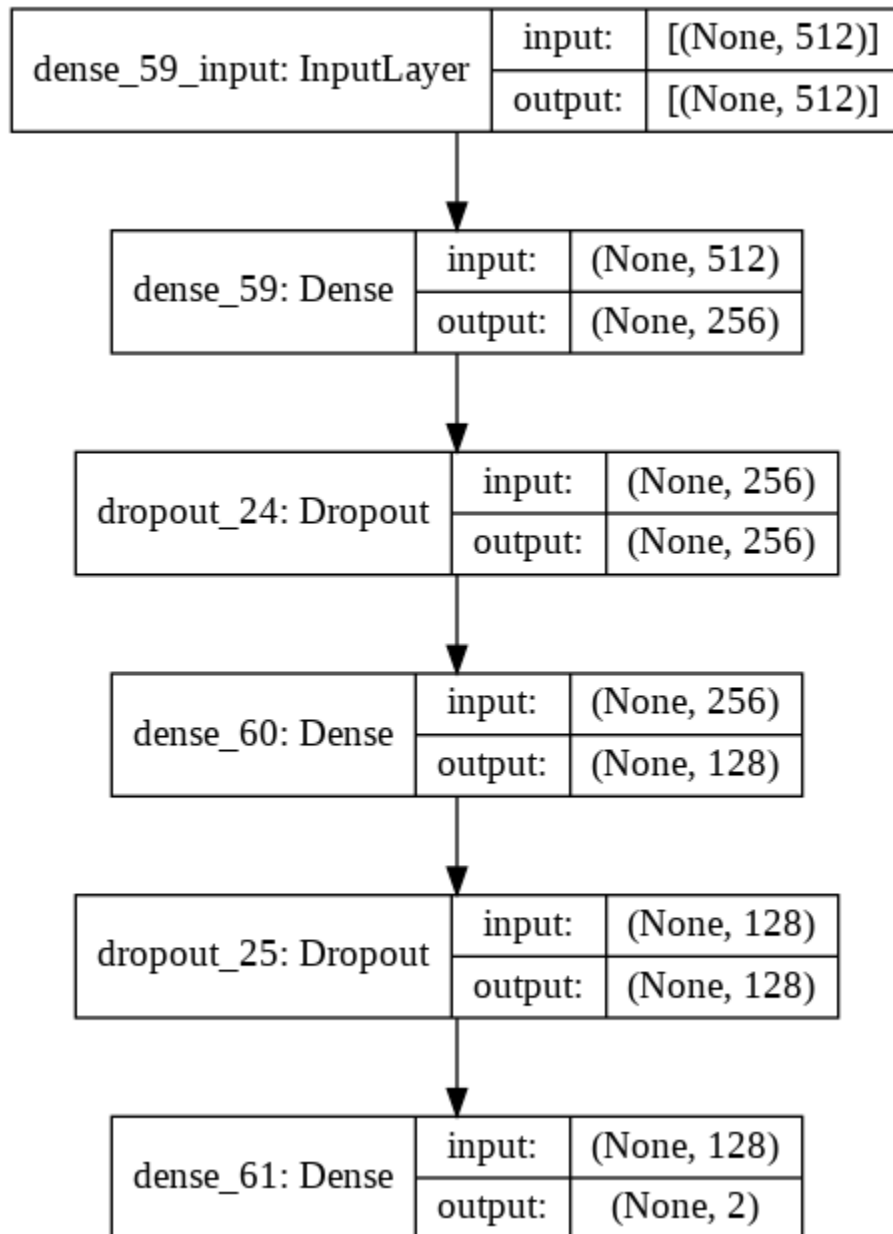 dense_59_input: InputLayer
input: [(None, 512)]
output: [(None, 512)]
dense_59: Dense
input: (None, 512)
output: (None, 256)
dropout_24: Dropout
input: (None, 256)
output: (None, 256)
dense_60: Dense
input: (None, 256)
output: (None, 128)
dropout_25: Dropout
input: (None, 128)
output: (None, 128)
dense_61: Dense
input: (None, 128)
output: (None, 2)